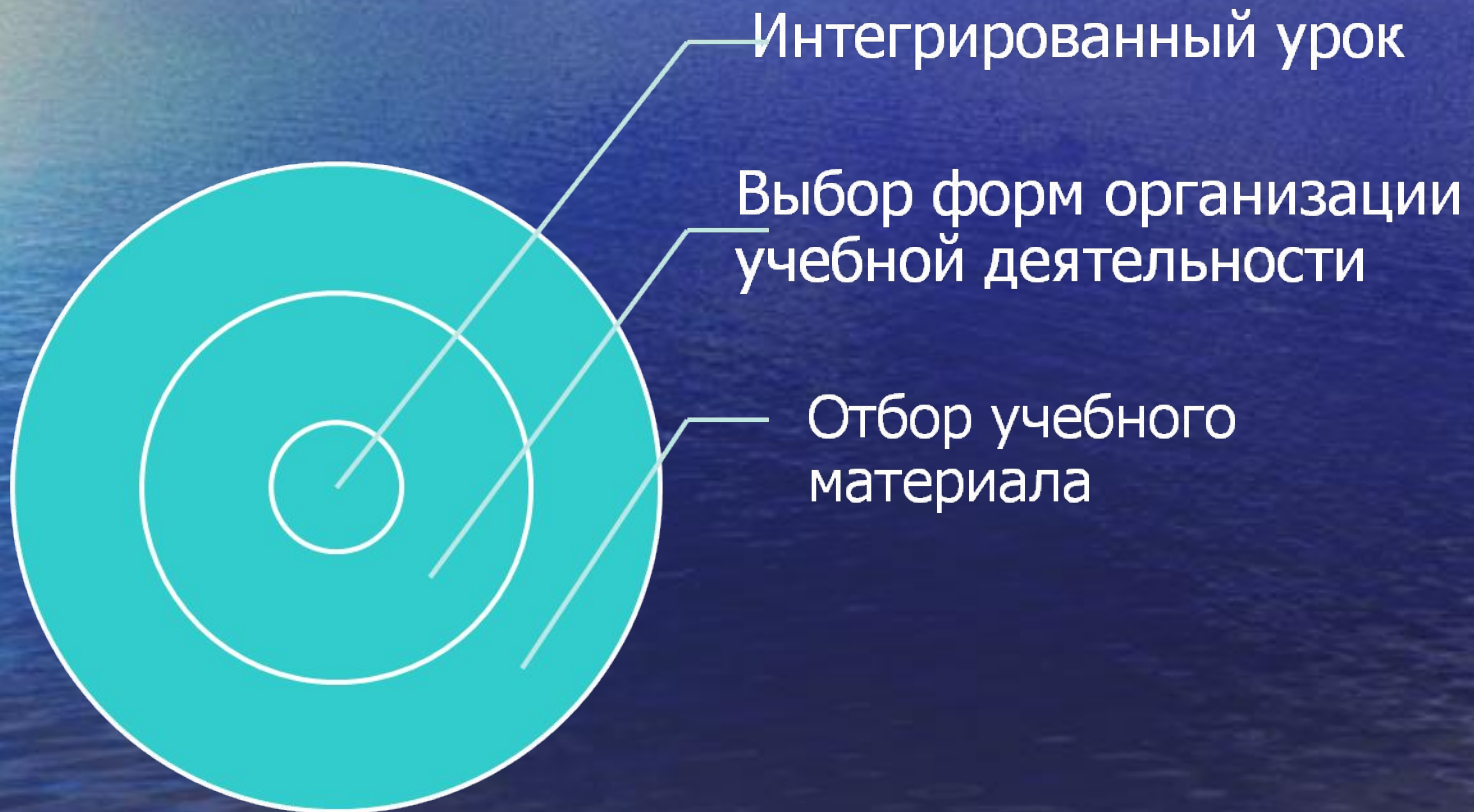 Интегрированный урок
Выбор форм организации
учебной деятельности
Отбор учебного
материала